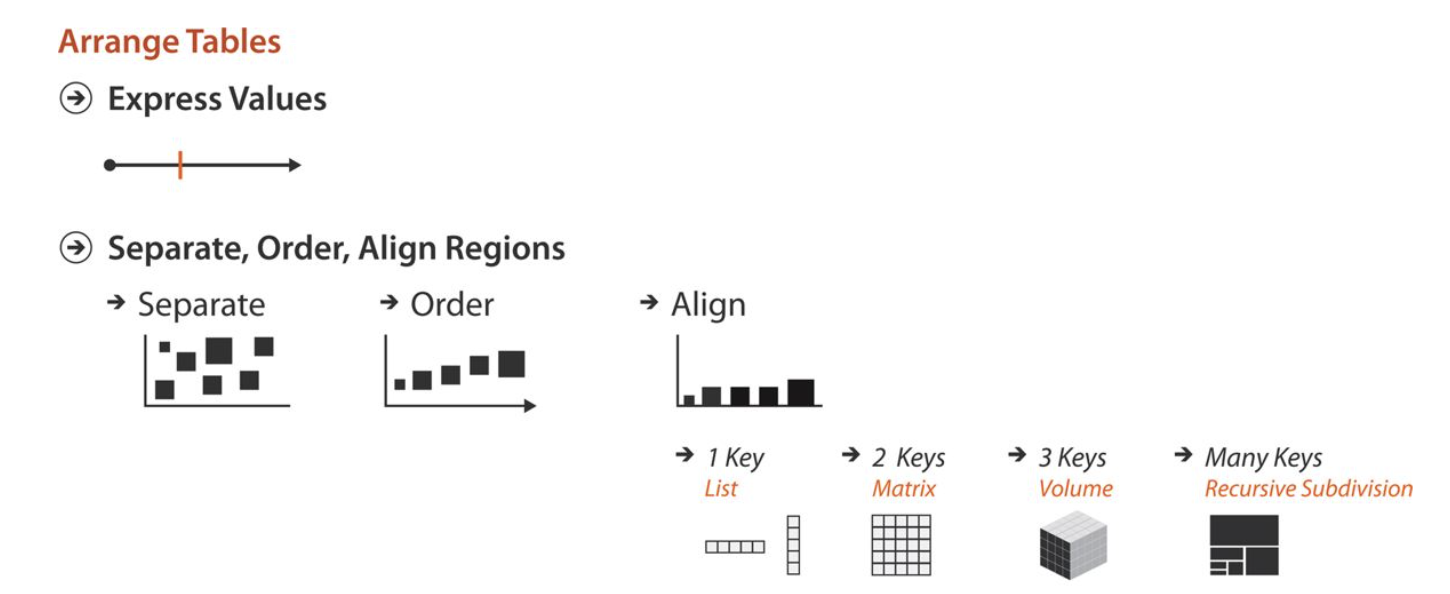 Arrange Tables
Express Values
Separate, Order, Align Regions
Separate
Order
Align
1 Key
List
2 Keys
Matrix
3 Keys
Volume
Many Keys
Recursive Subdivision